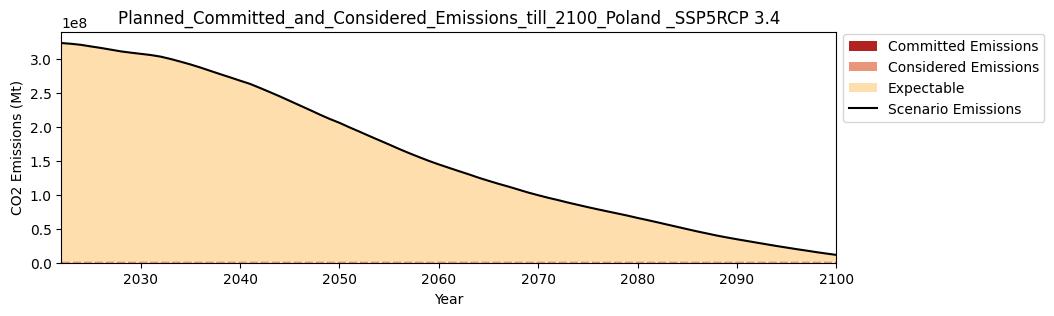 Planned_Committed_and_Considered_Emissions_till_2100_Poland _SSP5RCP 3.4
1e8
3.0
2.5
2.0
1.5
1.0
0.5
0.0
CO2 Emissions (Mt)
2030 2040 2050 2060 2070 2080 2090 2100
Year
Committed Emissions
Considered Emissions
Expectable
Scenario Emissions